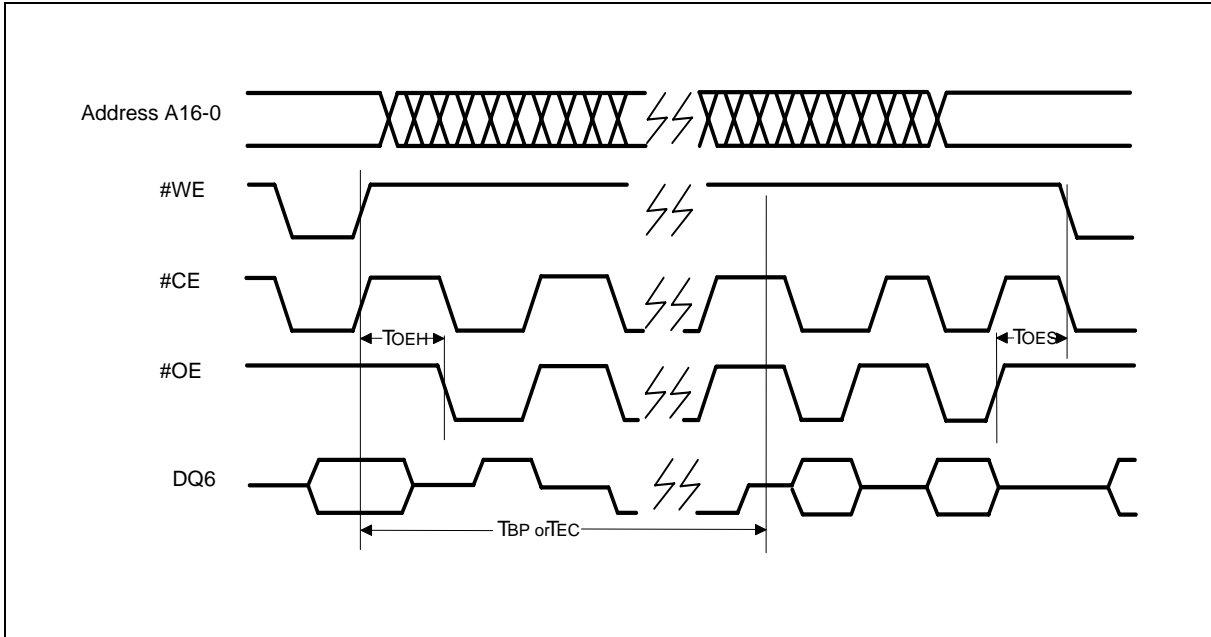 Address A16-0
#WE
#CE
TOEH
TOES
#OE
DQ6
TBP orTEC